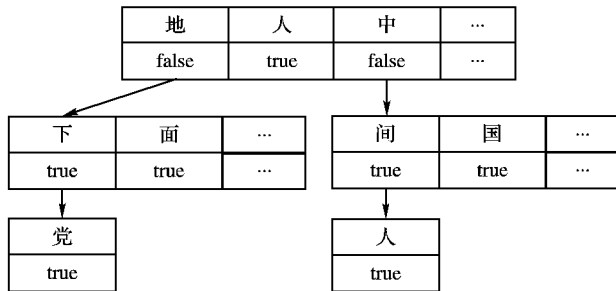 地 人 中 …
false true false …
下 面 … 间 国 …
true true … true true …
党 人
true true